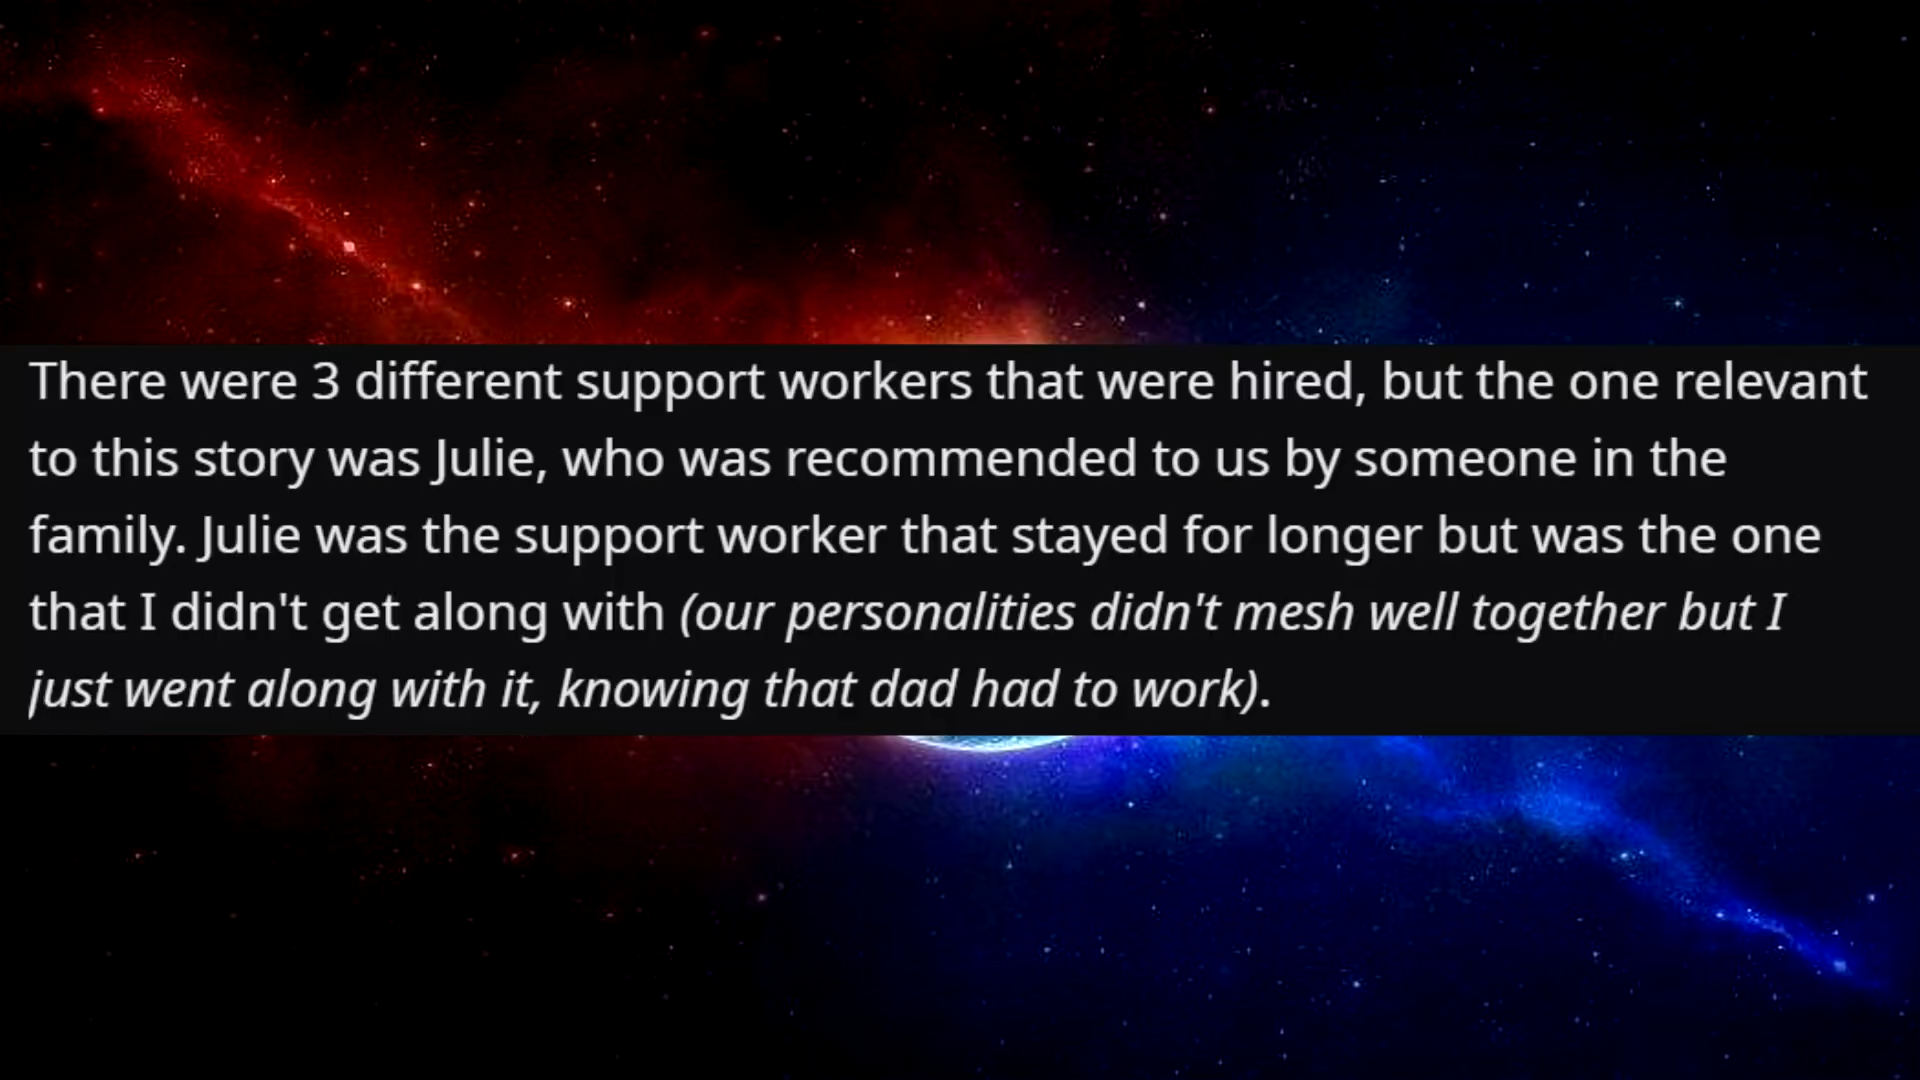 There were 3 different support workers that were hired, but the one relevant
to this story was Julie, who was recommended to us by someone in the
family. Julie was the support worker that stayed for longer but was the one
that I didn't get along with (our personalities didn't mesh well together but I
just went along with it, knowing that dad had to work).